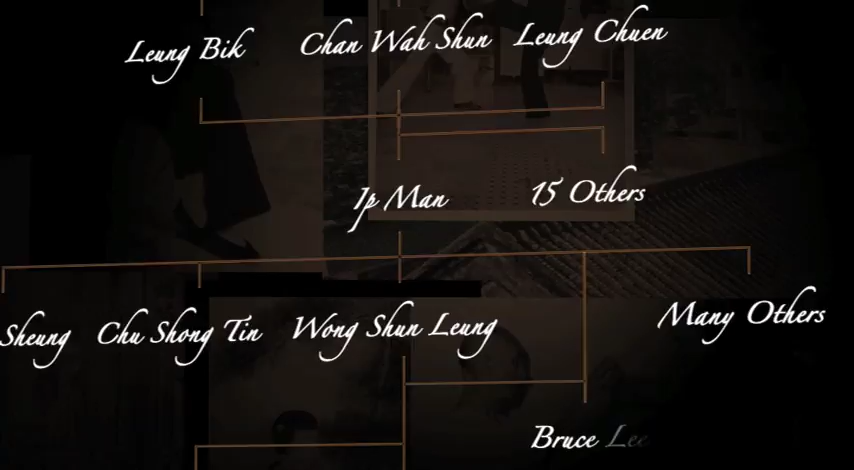 Leung Bik Chan Wah Shun Leung Chuen
Ip Man 15 Others
Sheung Chu Shong Tin Wong Shun Leung Many Others
Bruce Lee